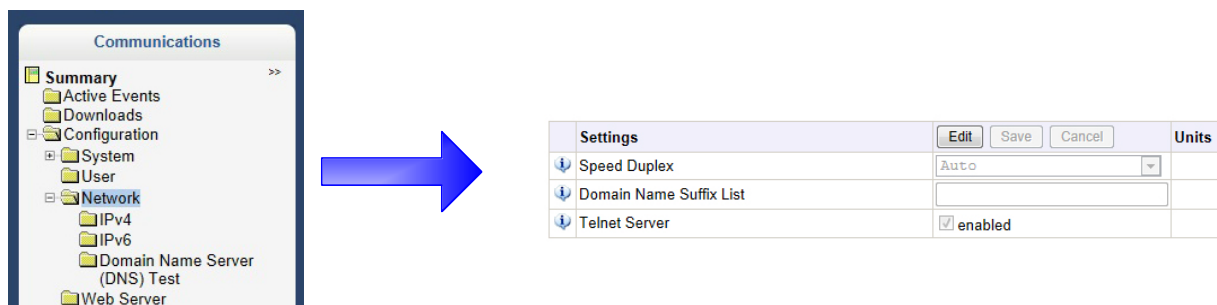 Communications
Summary >>
Active Events
Downloads
Configuration
System
User
Network
IPv4
IPv6
Domain Name Server
(DNS) Test
Web Server
Settings Edit Save Cancel Units
Speed Duplex Auto
Domain Name Suffix List
Telnet Server enabled